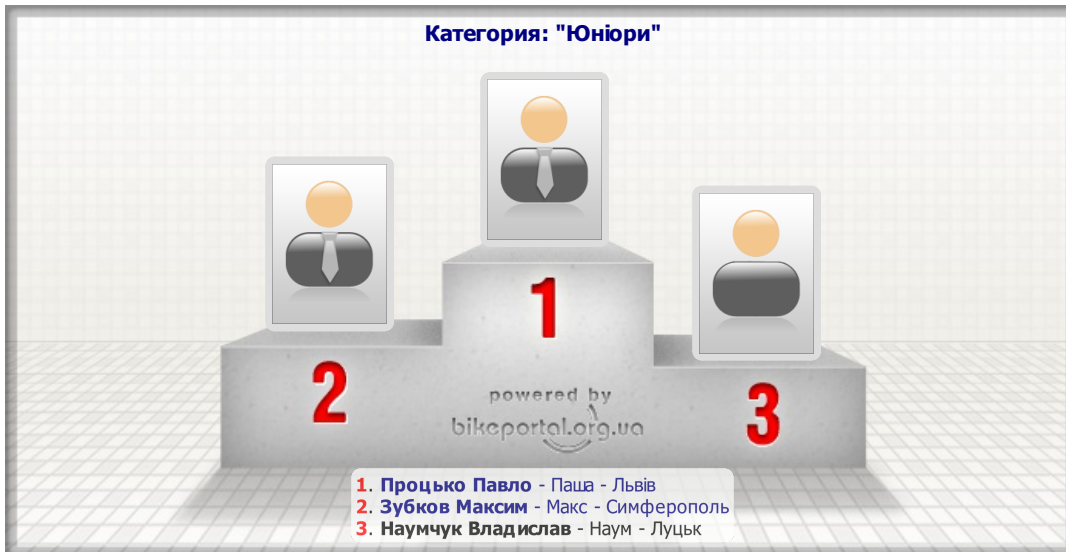 Категория: "Юніори"
1
2
3
powered by
bikeportal.org.ua
1. Процько Павло - Паша - Львів
2. Зубков Максим - Макс - Симферополь
3. Наумчук Владислав - Наум - Луцьк